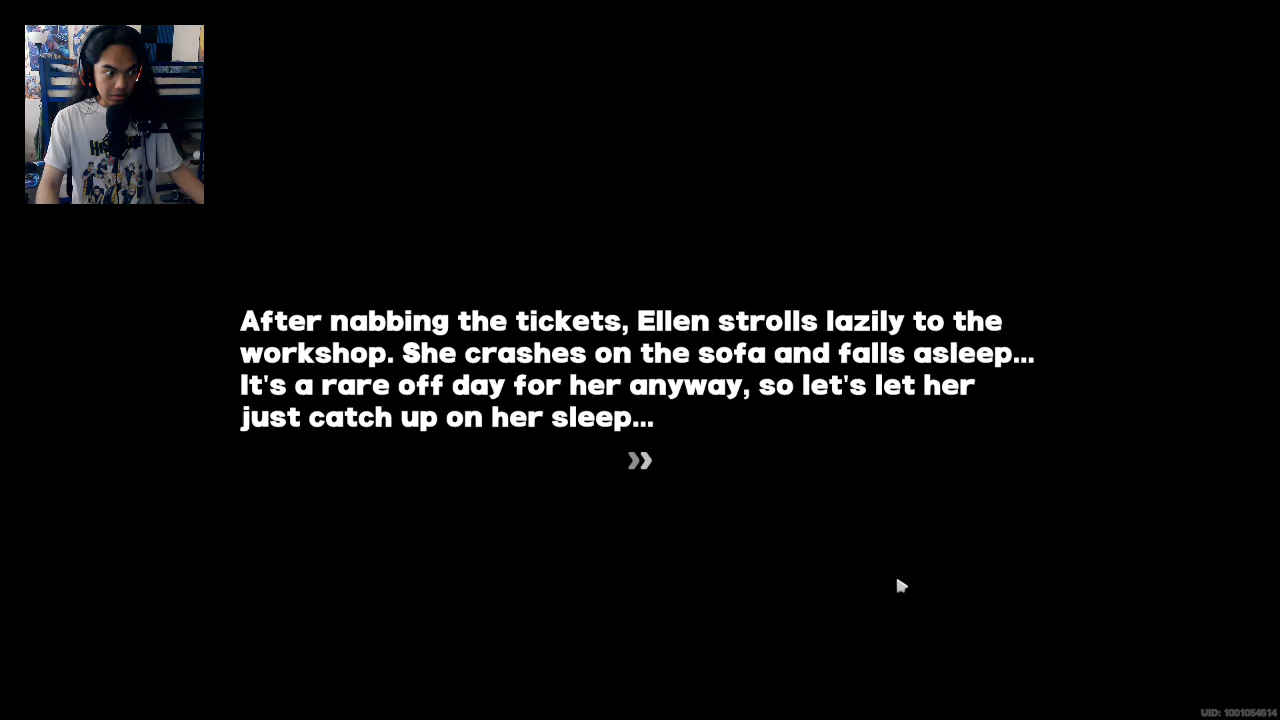 After nabbing the tickets, Ellen strolls lazily to the
workshop. She crashes on the sofa and falls asleep...
It's a rare off day for her anyway, so let's let her
just catch up on her sleep...
UID: 1001054614